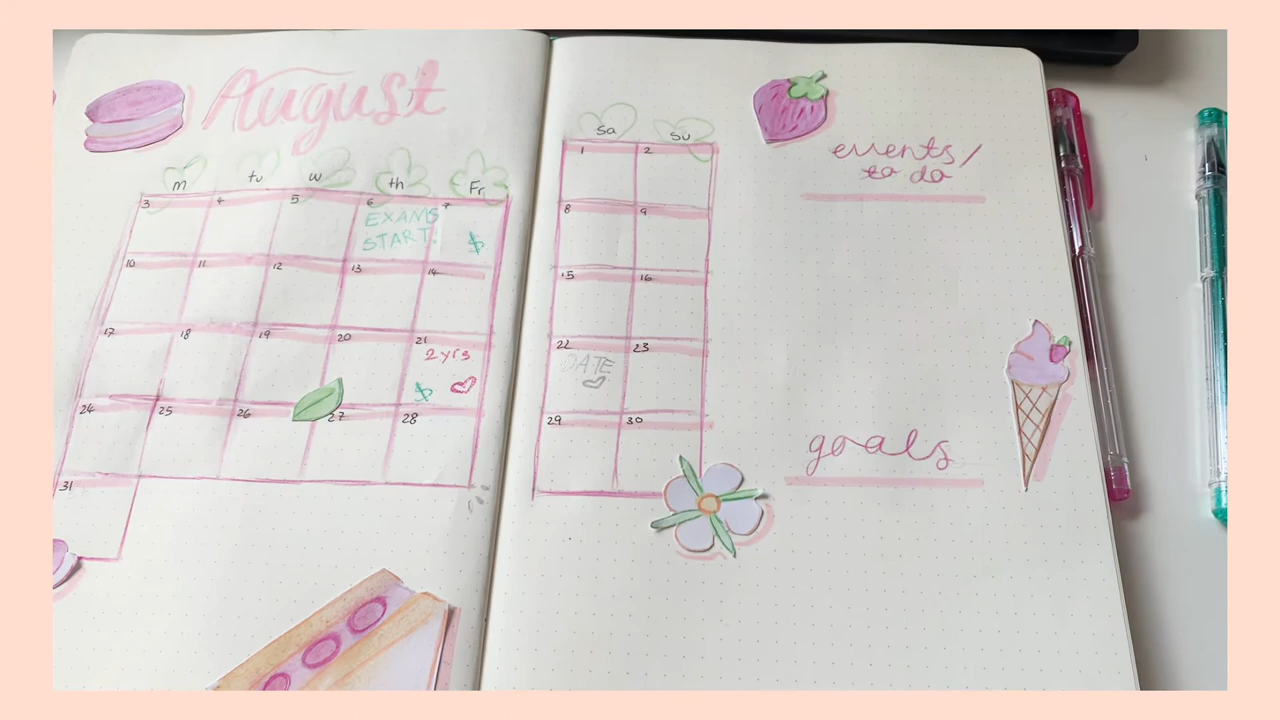 August
m tu w th Fr
3 4 5 6 7
EXAMS
START!
$
10 11 12 13 14
17 18 19 20 21
2yrs
$
24 25 26 27 28
31
sa su
1 2
8 9
15 16
22 23
DATE
29 30
events/
to do
goals